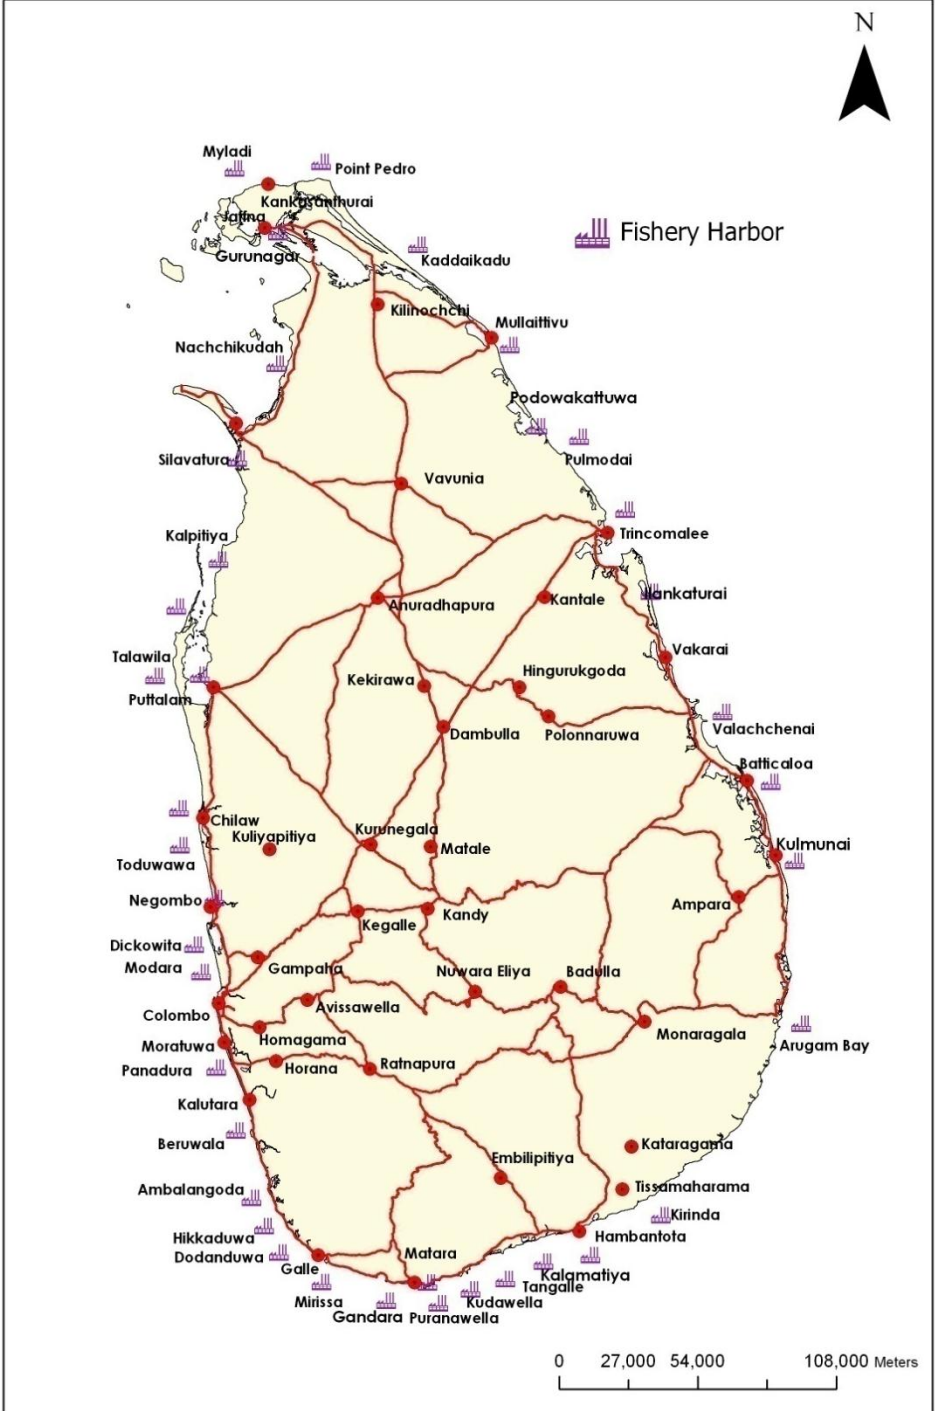 N
Myladi
Point Pedro
Kankasanthurai
Jaffna
Fishery Harbor
Gurunagar
Kaddaikadu
Kilinochchi
Mullaittivu
Nachchikudah
Podowakattuwa
Silavatura
Pulmodai
Vavunia
Kalpitiya
Trincomalee
Ilankaturai
Anuradhapura
Kantale
Talawila
Vakarai
Hingurukgoda
Kekirawa
Puttalam
Valachchenai
Dambulla
Polonnaruwa
Batticaloa
Chilaw
Kurunegala
Kuliyapitiya
Matale
Kulmunai
Toduwawa
Negombo
Ampara
Kandy
Kegalle
Dickowita
Modara
Gampaha
Nuwara Eliya
Badulla
Avissawella
Colombo
Monaragala
Homagama
Moratuwa
Arugam Bay
Panadura
Horana
Ratnapura
Kalutara
Beruwala
Kataragama
Embilipitiya
Ambalangoda
Tissamaharama
Kirinda
Hikkaduwa
Hambantota
Dodanduwa
Matara
Galle
Kalamatiya
Tangalle
Mirissa
Kudawella
Gandara
Puranawella
0 27,000 54,000 108,000 Meters